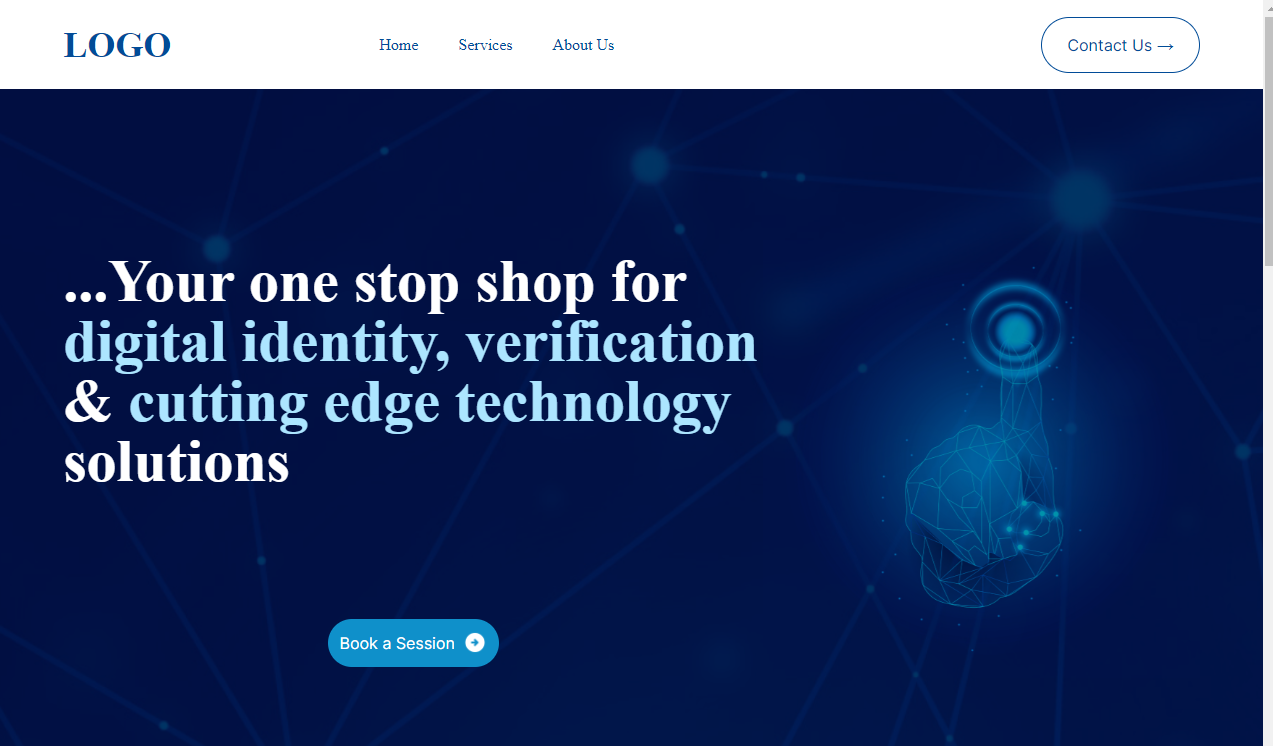 LOGO
Home Services About Us
Contact Us →
...Your one stop shop for
digital identity, verification
& cutting edge technology
solutions
Book a Session